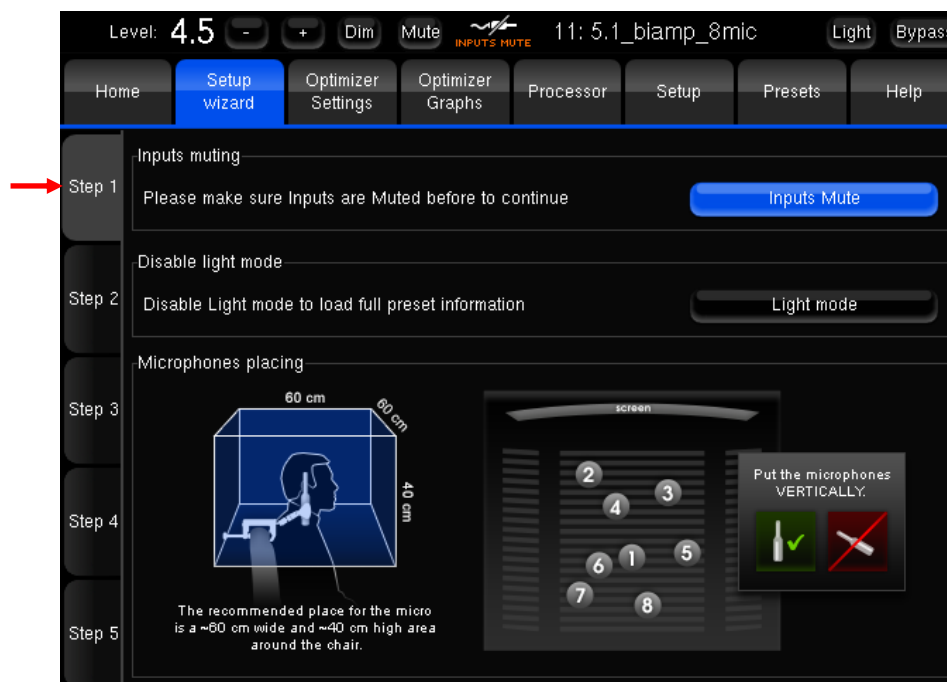 Level: 4.5 - + Dim Mute INPUTS MUTE 11: 5.1_biamp_8mic Light Bypass
Home Setup wizard Optimizer Settings Optimizer Graphs Processor Setup Presets Help
Step 1
Inputs muting
Please make sure Inputs are Muted before to continue Inputs Mute
Step 2
Disable light mode
Disable Light mode to load full preset information Light mode
Step 3
Microphones placing
60 cm
60 cm
40 cm
The recommended place for the micro
is a ~60 cm wide and ~40 cm high area
around the chair.
screen
2
3
4
5
1
6
7
8
Put the microphones
VERTICALLY.
Step 4
Step 5